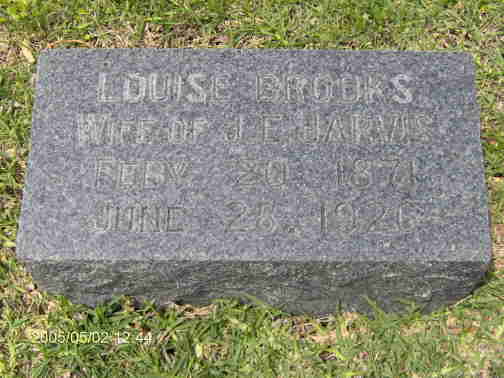 LOUISE BROOKS
WIFE OF J. E. JARVIS
FEBY 20 1871
JUNE 28, 1926
2005/05/02 12:44